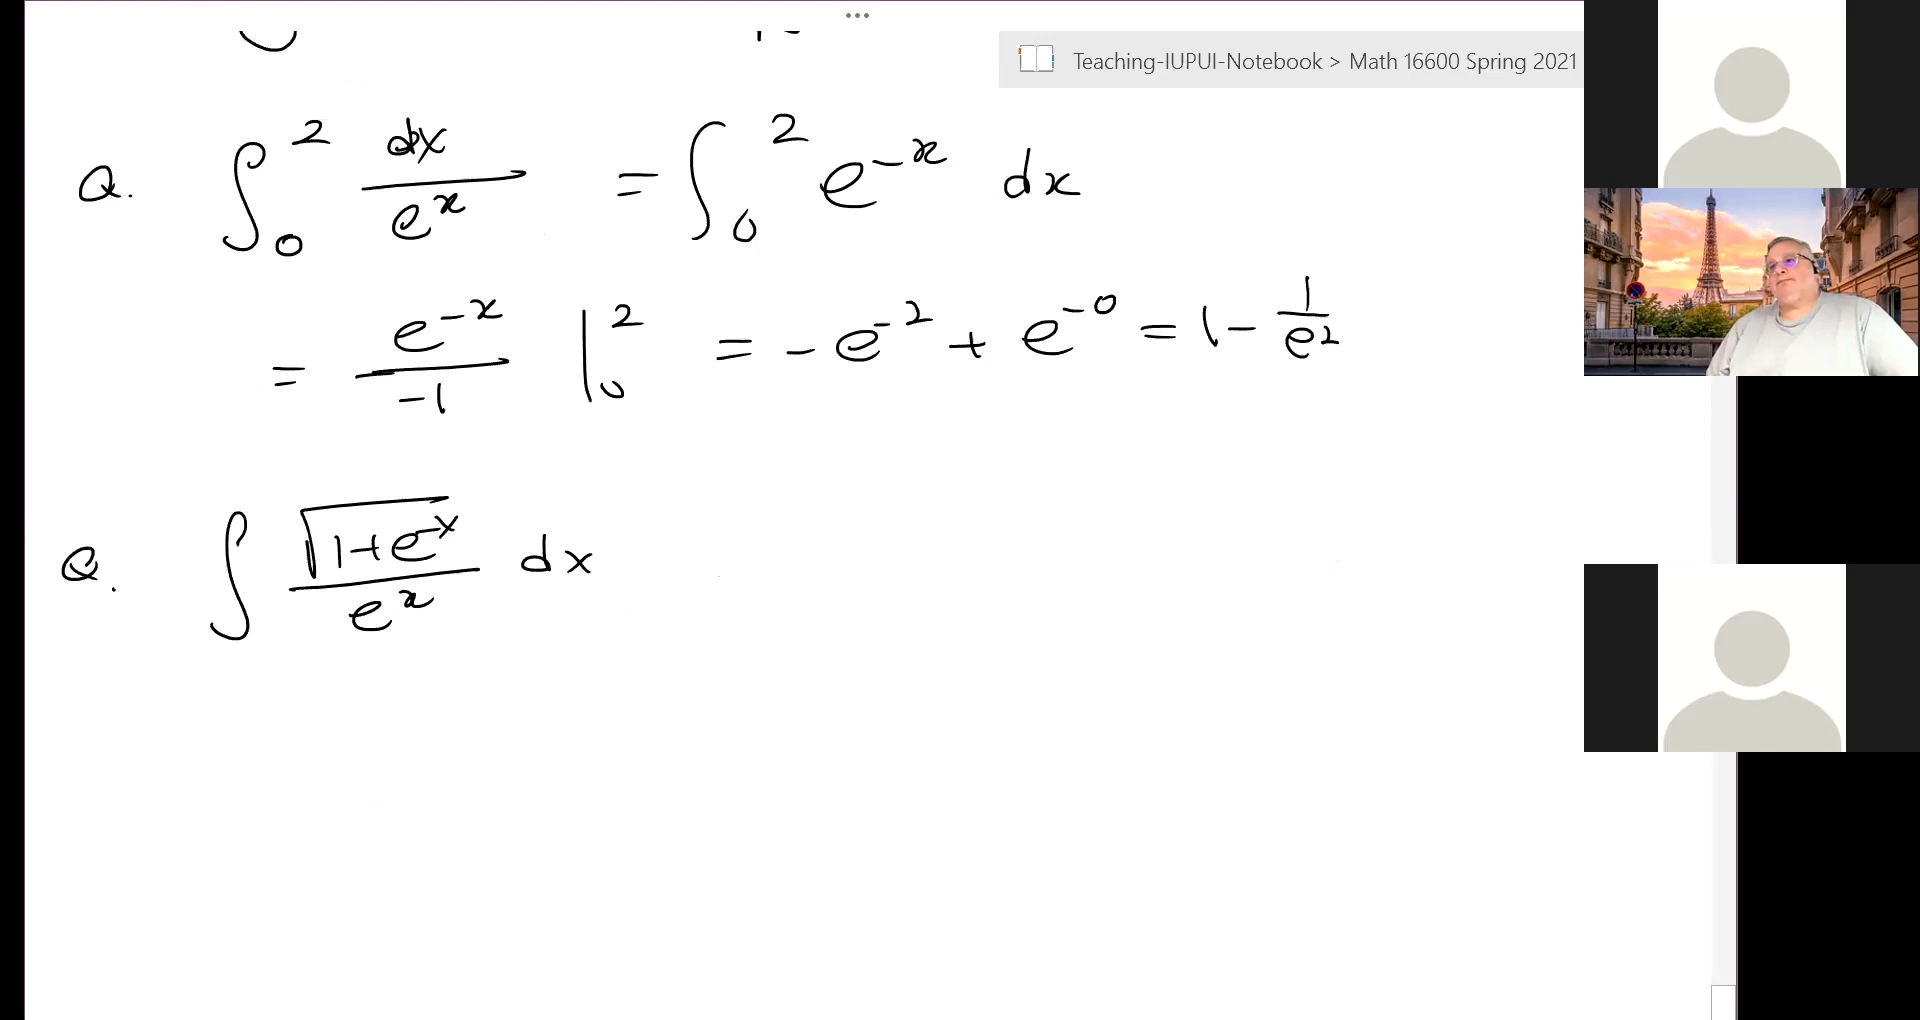 Teaching-IUPUI-Notebook > Math 16600 Spring 2021
Q. ∫₀² dx/eˣ = ∫₀² e⁻ˣ dx
= e⁻ˣ/-1 |₀² = -e⁻² + e⁻⁰ = 1 - 1/e²
Q. ∫ √(1+e⁻ˣ)/eˣ dx